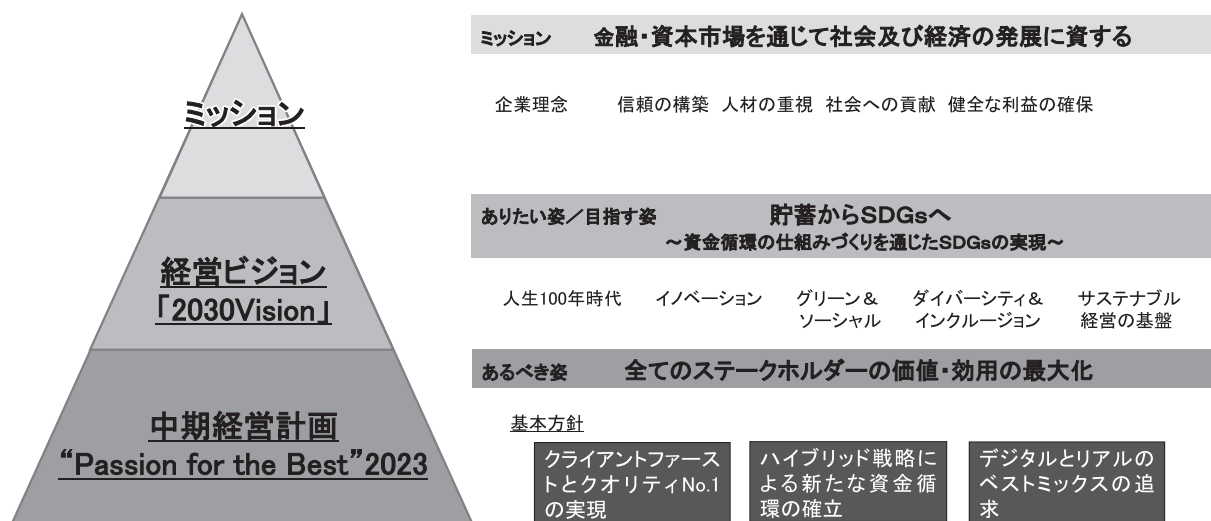 ミッション
経営ビジョン
「2030Vision」
中期経営計画
“Passion for the Best”2023
ミッション 金融・資本市場を通じて社会及び経済の発展に資する
企業理念 信頼の構築 人材の重視 社会への貢献 健全な利益の確保
ありたい姿／目指す姿 貯蓄からSDGsへ
～資金循環の仕組みづくりを通じたSDGsの実現～
人生100年時代
イノベーション
グリーン＆
ソーシャル
ダイバーシティ＆
インクルージョン
サステナブル
経営の基盤
あるべき姿 全てのステークホルダーの価値・効用の最大化
基本方針
クライアントファース
トとクオリティNo.1
の実現
ハイブリッド戦略に
よる新たな資金循
環の確立
デジタルとリアルの
ベストミックスの追
求